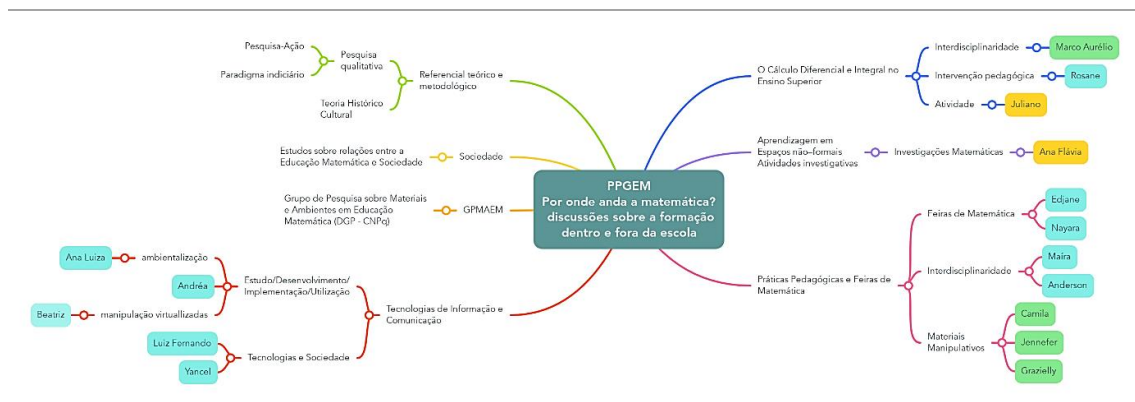 PPGEM
Por onde anda a matemática?
discussões sobre a formação
dentro e fora da escola
Pesquisa-Ação
Paradigma indiciário
Pesquisa
qualitativa
Teoria Histórico
Cultural
Referencial teórico e
metodológico
Estudos sobre relações entre a
Educação Matemática e Sociedade
Sociedade
Grupo de Pesquisa sobre Materiais
e Ambientes em Educação
Matemática (DGP - CNPq)
GPMAEM
Ana Luiza
ambientalização
Andréa
Beatriz
manipulação virtuallizadas
Estudo/Desenvolvimento/
Implementação/Utilização
Luiz Fernando
Yancel
Tecnologias e Sociedade
Tecnologias de Informação e
Comunicação
O Cálculo Diferencial e Integral no
Ensino Superior
Interdisciplinaridade
Marco Aurélio
Intervenção pedagógica
Rosane
Atividade
Juliano
Aprendizagem em
Espaços não-formais
Atividades investigativas
Investigações Matemáticas
Ana Flávia
Práticas Pedagógicas e Feiras de
Matemática
Feiras de Matemática
Edjane
Nayara
Interdisciplinaridade
Maíra
Anderson
Materiais
Manipulativos
Camila
Jennefer
Grazielly